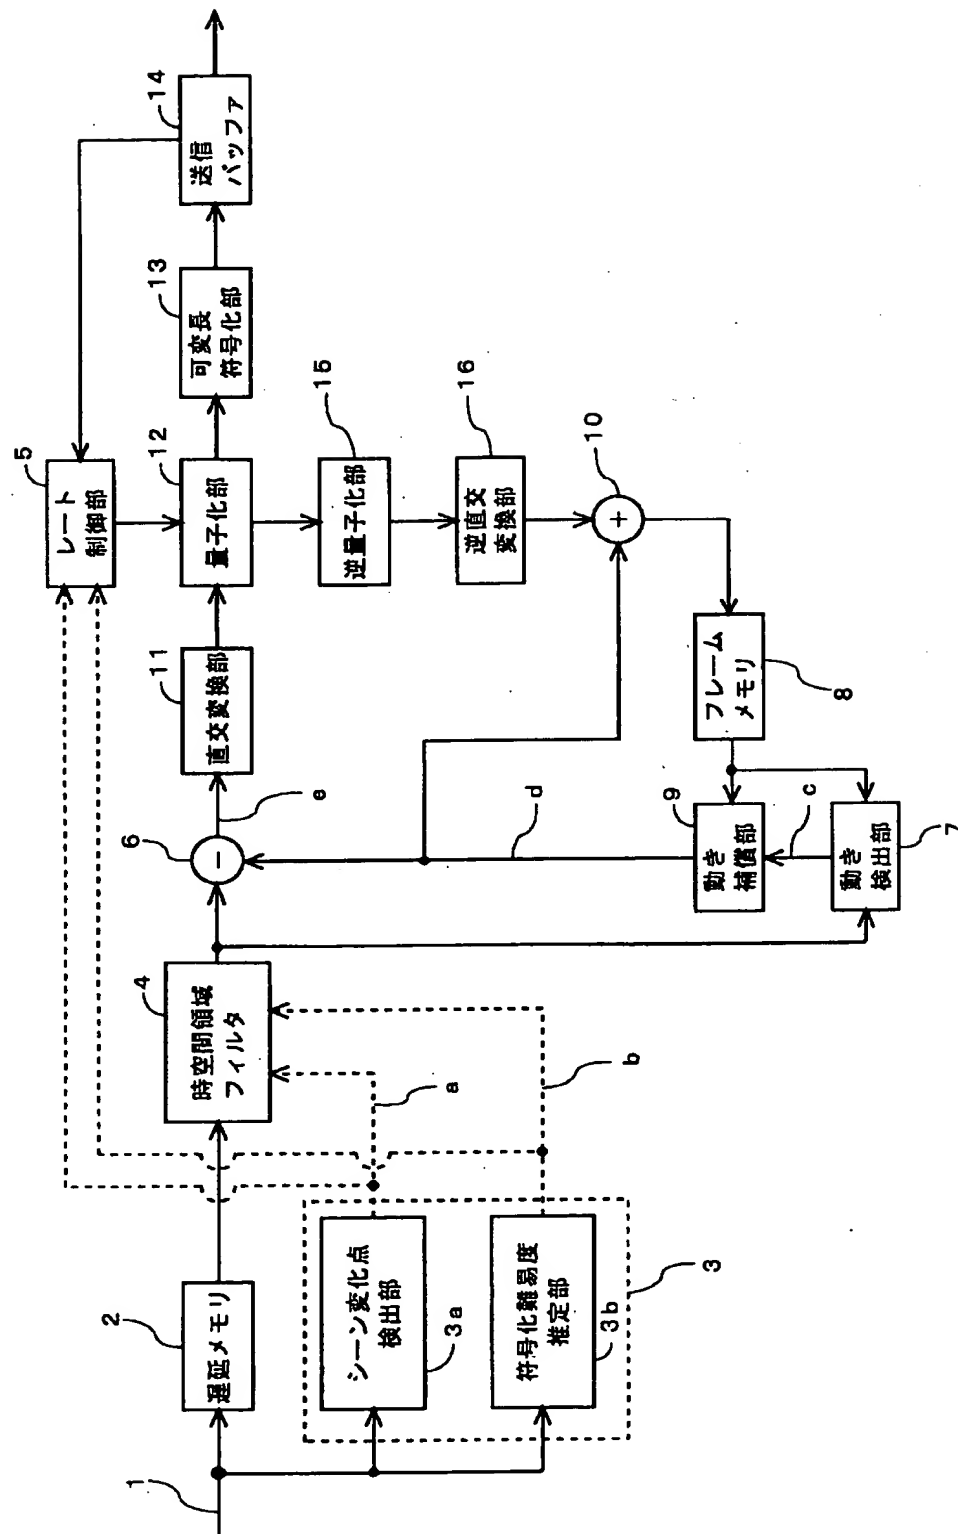 1
2
遅延メモリ
3
シーン変化点
検出部
3a
符号化難易度
推定部
3b
a
b
4
時空間領域
フィルタ
6
−
e
d
c
11
直交変換部
5
レート
制御部
12
量子化部
13
可変長
符号化部
14
送信
バッファ
15
逆量子化部
16
逆直交
変換部
10
+
フレーム
メモリ
8
9
動き
補償部
動き
検出部
7